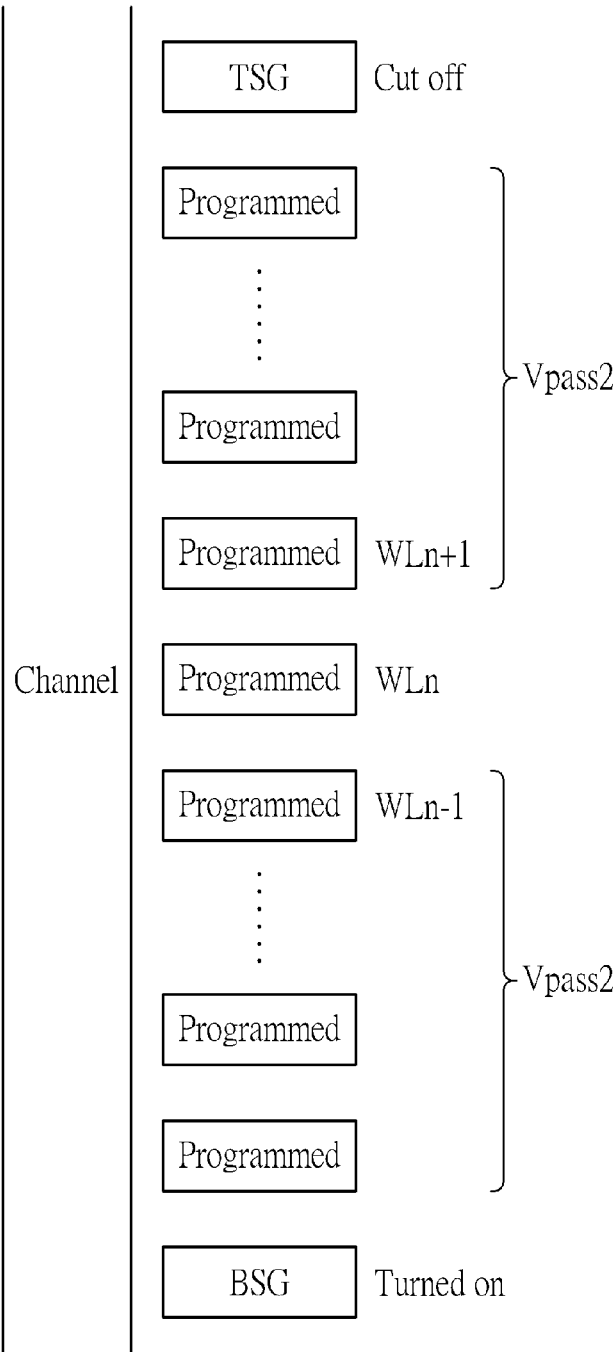 TSG Cut off
Programmed
Vpass2
Programmed
Programmed WLn+1
Channel Programmed WLn
Programmed WLn-1
Vpass2
Programmed
Programmed
BSG Turned on